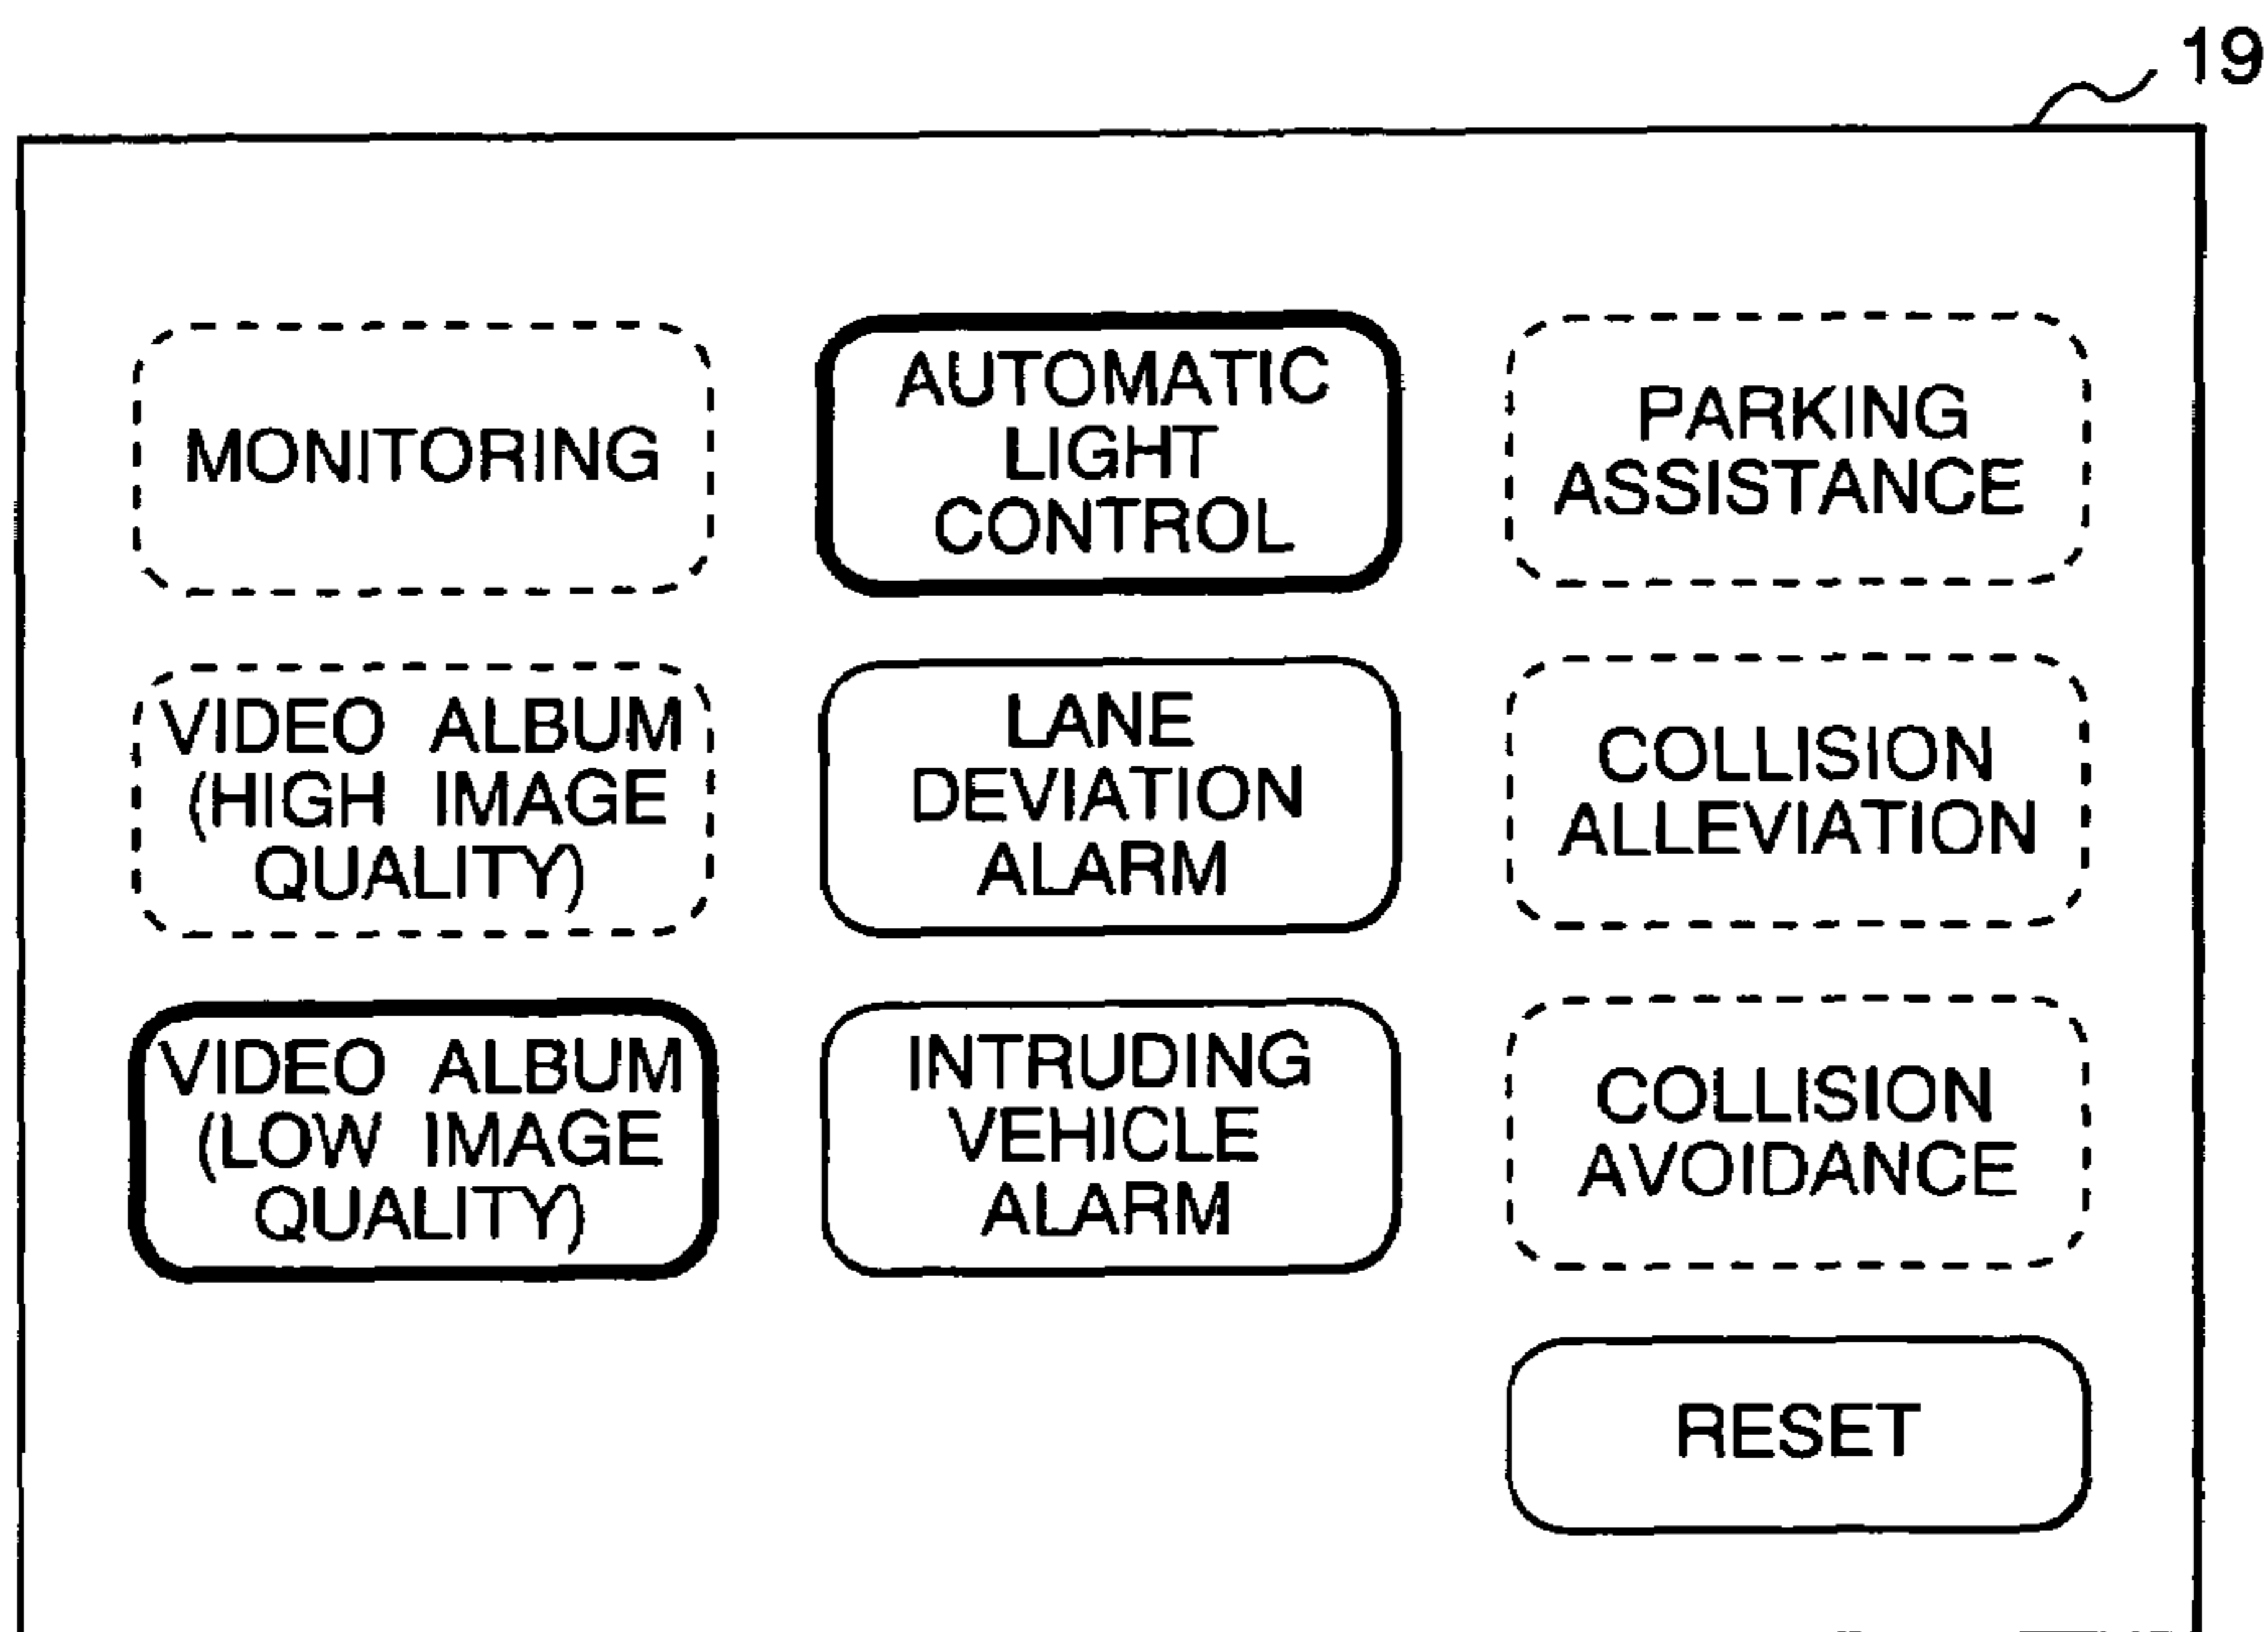 19
MONITORING
AUTOMATIC
LIGHT
CONTROL
PARKING
ASSISTANCE
VIDEO ALBUM
(HIGH IMAGE
QUALITY)
LANE
DEVIATION
ALARM
COLLISION
ALLEVIATION
VIDEO ALBUM
(LOW IMAGE
QUALITY)
INTRUDING
VEHICLE
ALARM
COLLISION
AVOIDANCE
RESET